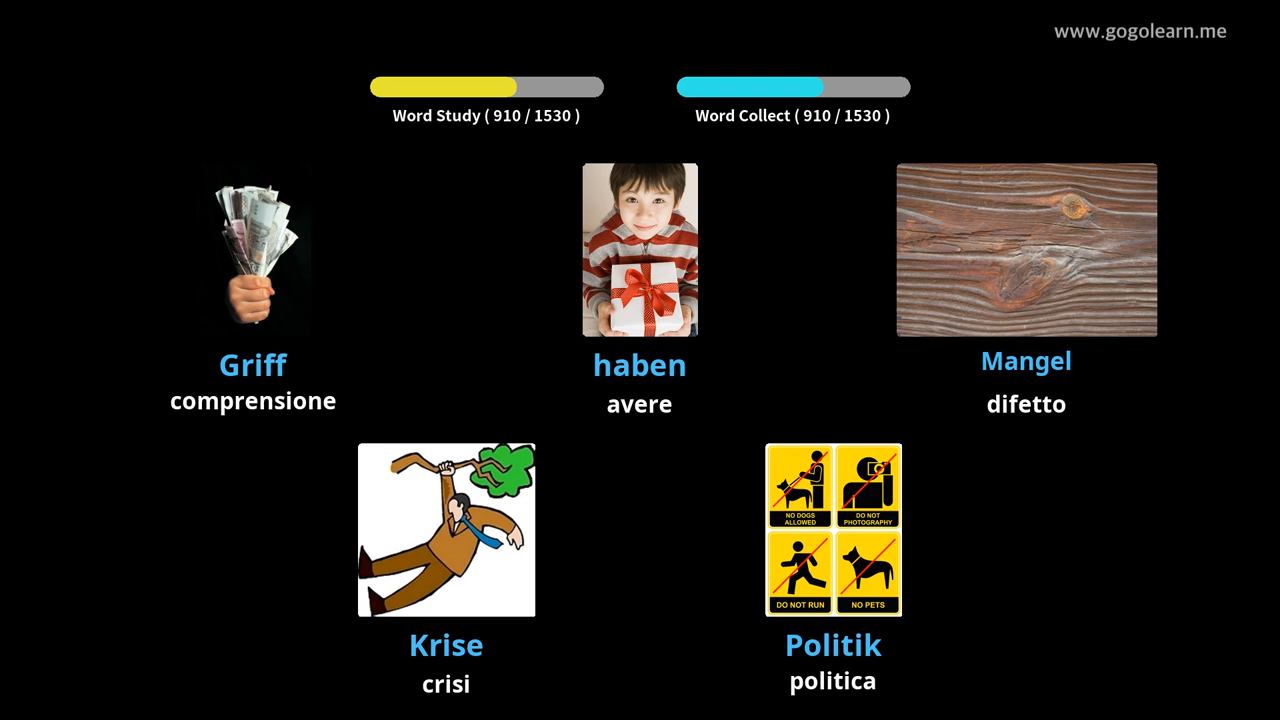 www.gogolearn.me
Word Study ( 910 / 1530 )
Word Collect ( 910 / 1530 )
Griff
comprensione
haben
avere
Mangel
difetto
NO DOGS
ALLOWED
DO NOT
PHOTOGRAPHY
DO NOT RUN
NO PETS
Krise
crisi
Politik
politica